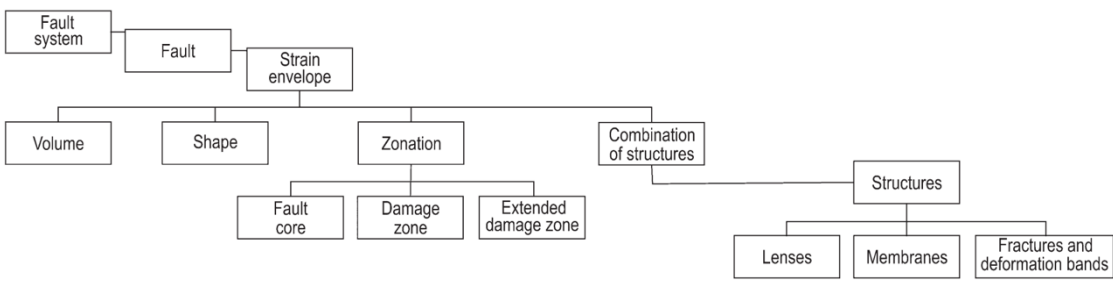 Fault
system
Fault
Strain
envelope
Volume
Shape
Zonation
Combination
of structures
Structures
Fault
core
Damage
zone
Extended
damage zone
Lenses
Membranes
Fractures and
deformation bands